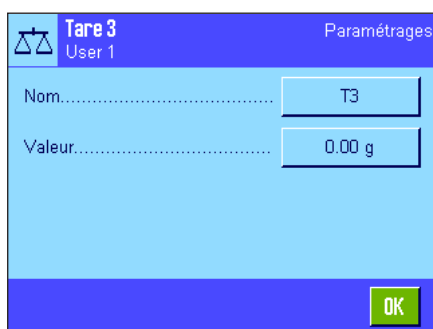 Tare 3 Paramétrages
User 1
Nom........................................ T3
Valeur..................................... 0.00 g
OK